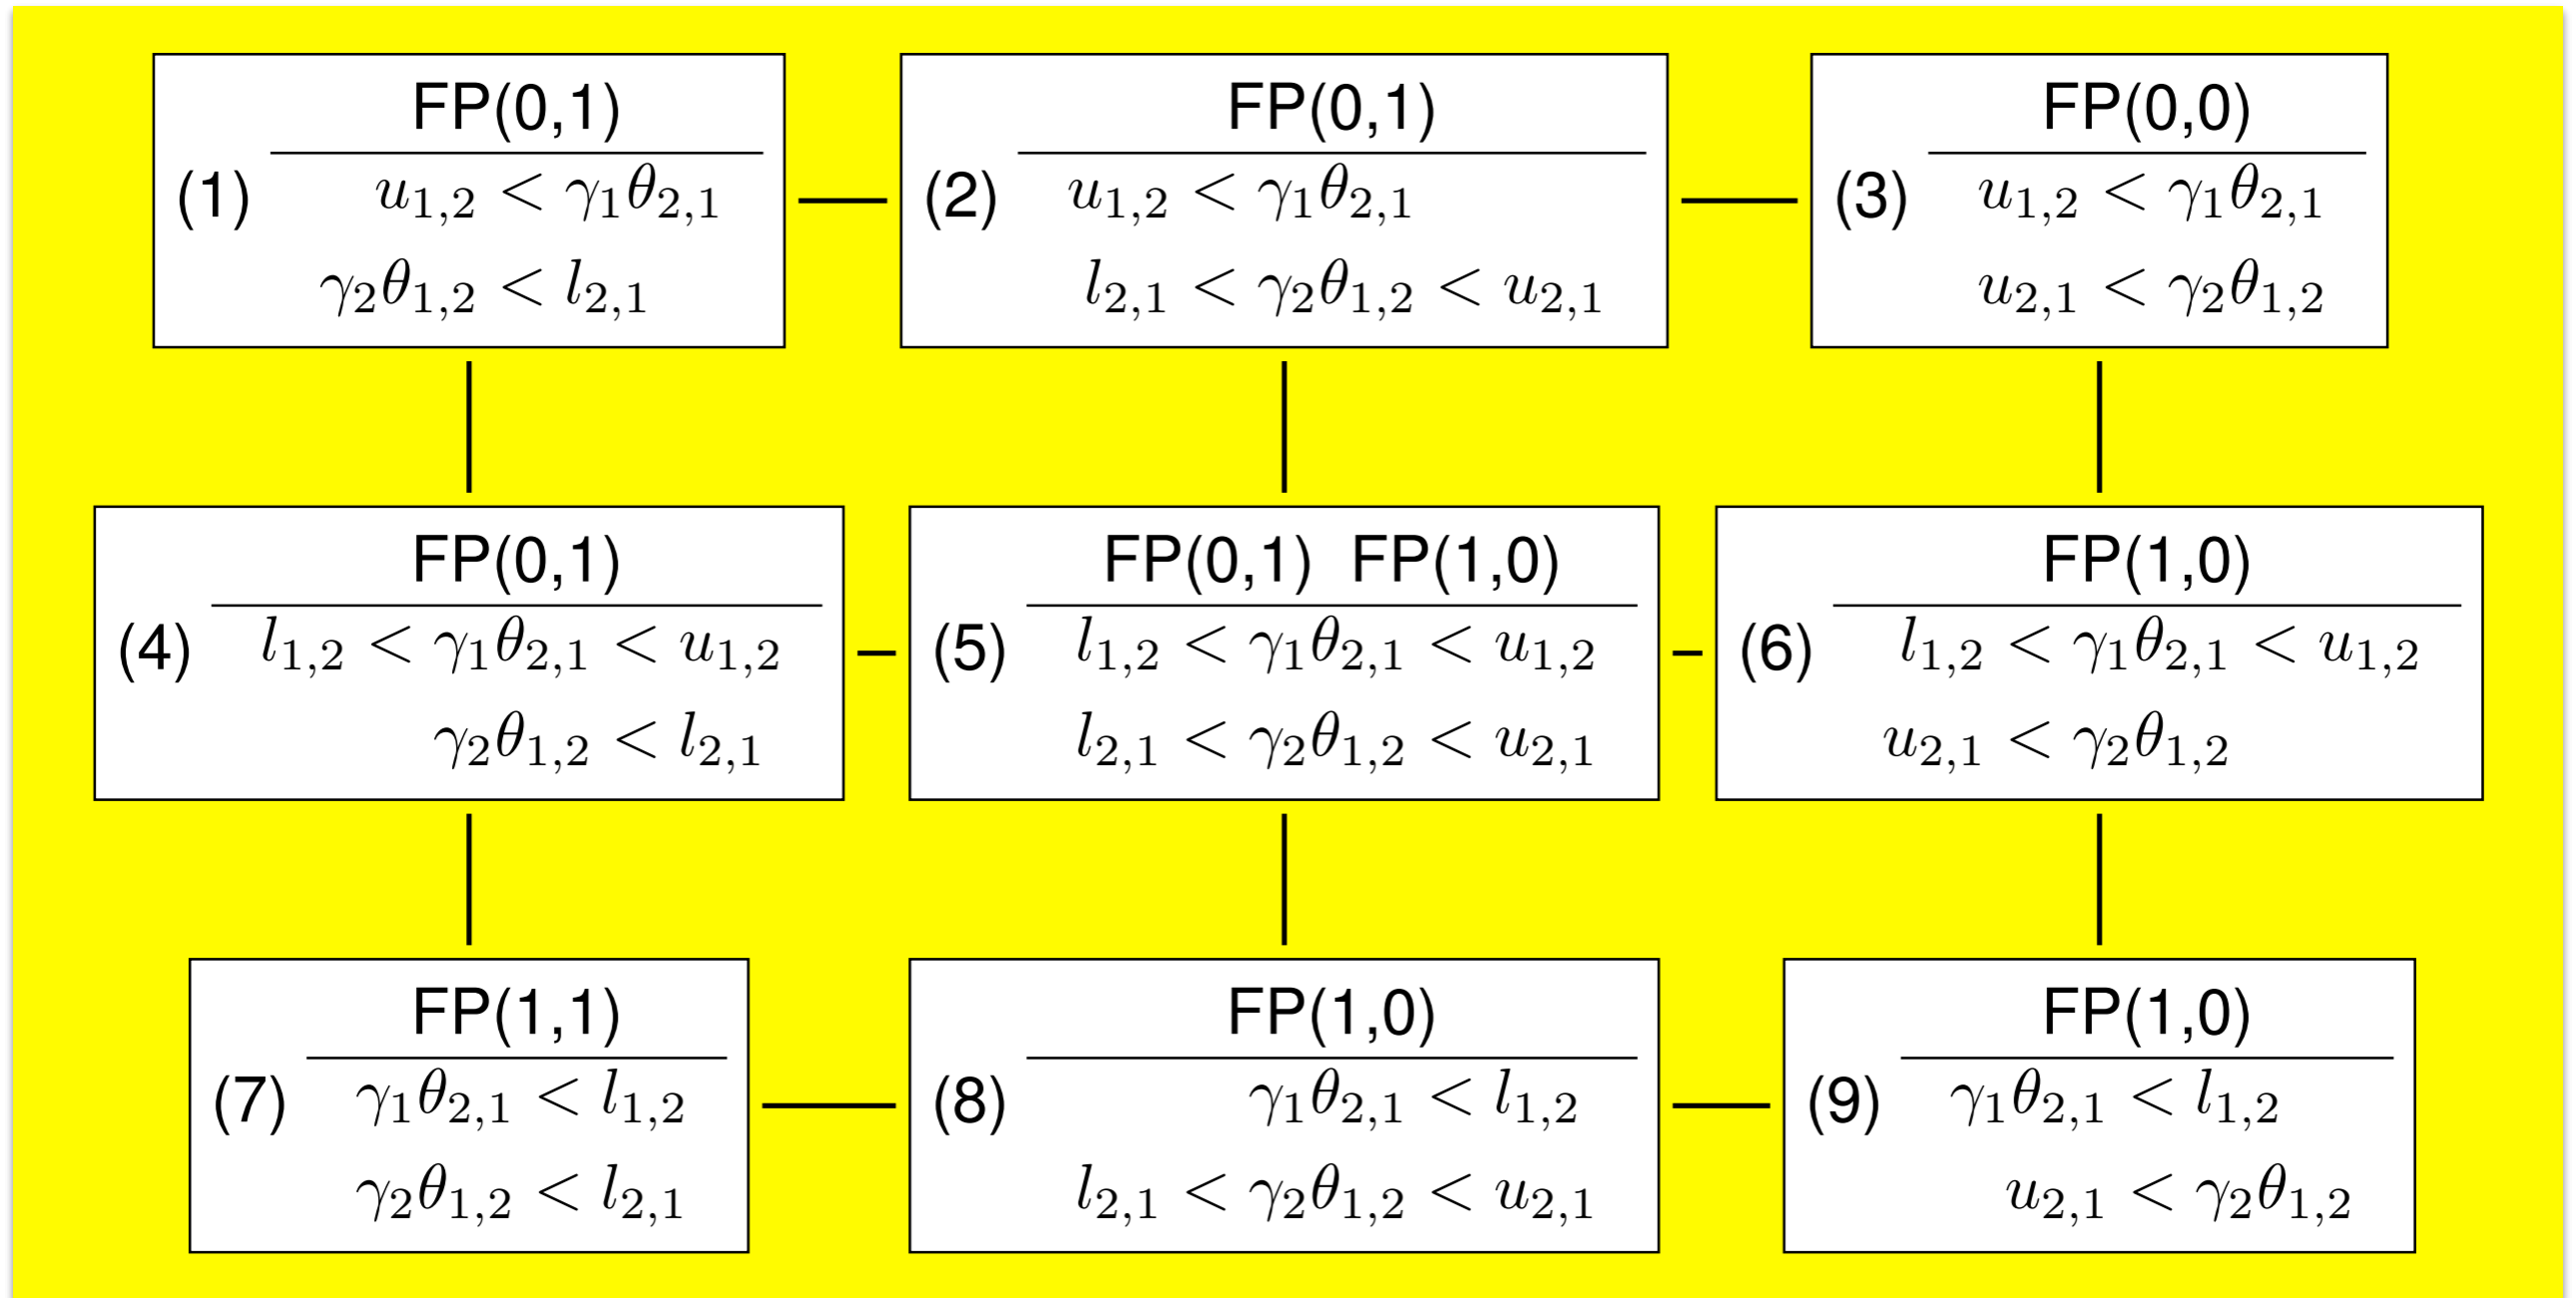 FP(0,1)
(1) u_{1,2} < γ_1θ_{2,1}
γ_2θ_{1,2} < l_{2,1}
FP(0,1)
(2) u_{1,2} < γ_1θ_{2,1}
l_{2,1} < γ_2θ_{1,2} < u_{2,1}
FP(0,0)
(3) u_{1,2} < γ_1θ_{2,1}
u_{2,1} < γ_2θ_{1,2}
FP(0,1)
(4) l_{1,2} < γ_1θ_{2,1} < u_{1,2}
γ_2θ_{1,2} < l_{2,1}
FP(0,1) FP(1,0)
(5) l_{1,2} < γ_1θ_{2,1} < u_{1,2}
l_{2,1} < γ_2θ_{1,2} < u_{2,1}
FP(1,0)
(6) l_{1,2} < γ_1θ_{2,1} < u_{1,2}
u_{2,1} < γ_2θ_{1,2}
FP(1,1)
(7) γ_1θ_{2,1} < l_{1,2}
γ_2θ_{1,2} < l_{2,1}
FP(1,0)
(8) γ_1θ_{2,1} < l_{1,2}
l_{2,1} < γ_2θ_{1,2} < u_{2,1}
FP(1,0)
(9) γ_1θ_{2,1} < l_{1,2}
u_{2,1} < γ_2θ_{1,2}